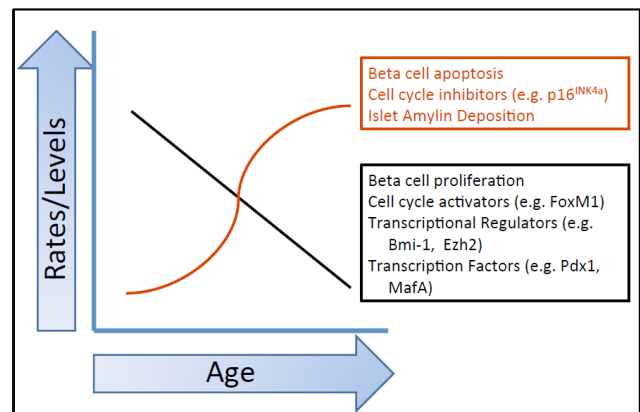 Rates/Levels
Beta cell apoptosis
Cell cycle inhibitors (e.g. p16INK4a)
Islet Amylin Deposition
Beta cell proliferation
Cell cycle activators (e.g. FoxM1)
Transcriptional Regulators (e.g.
Bmi-1, Ezh2)
Transcription Factors (e.g. Pdx1,
MafA)
Age